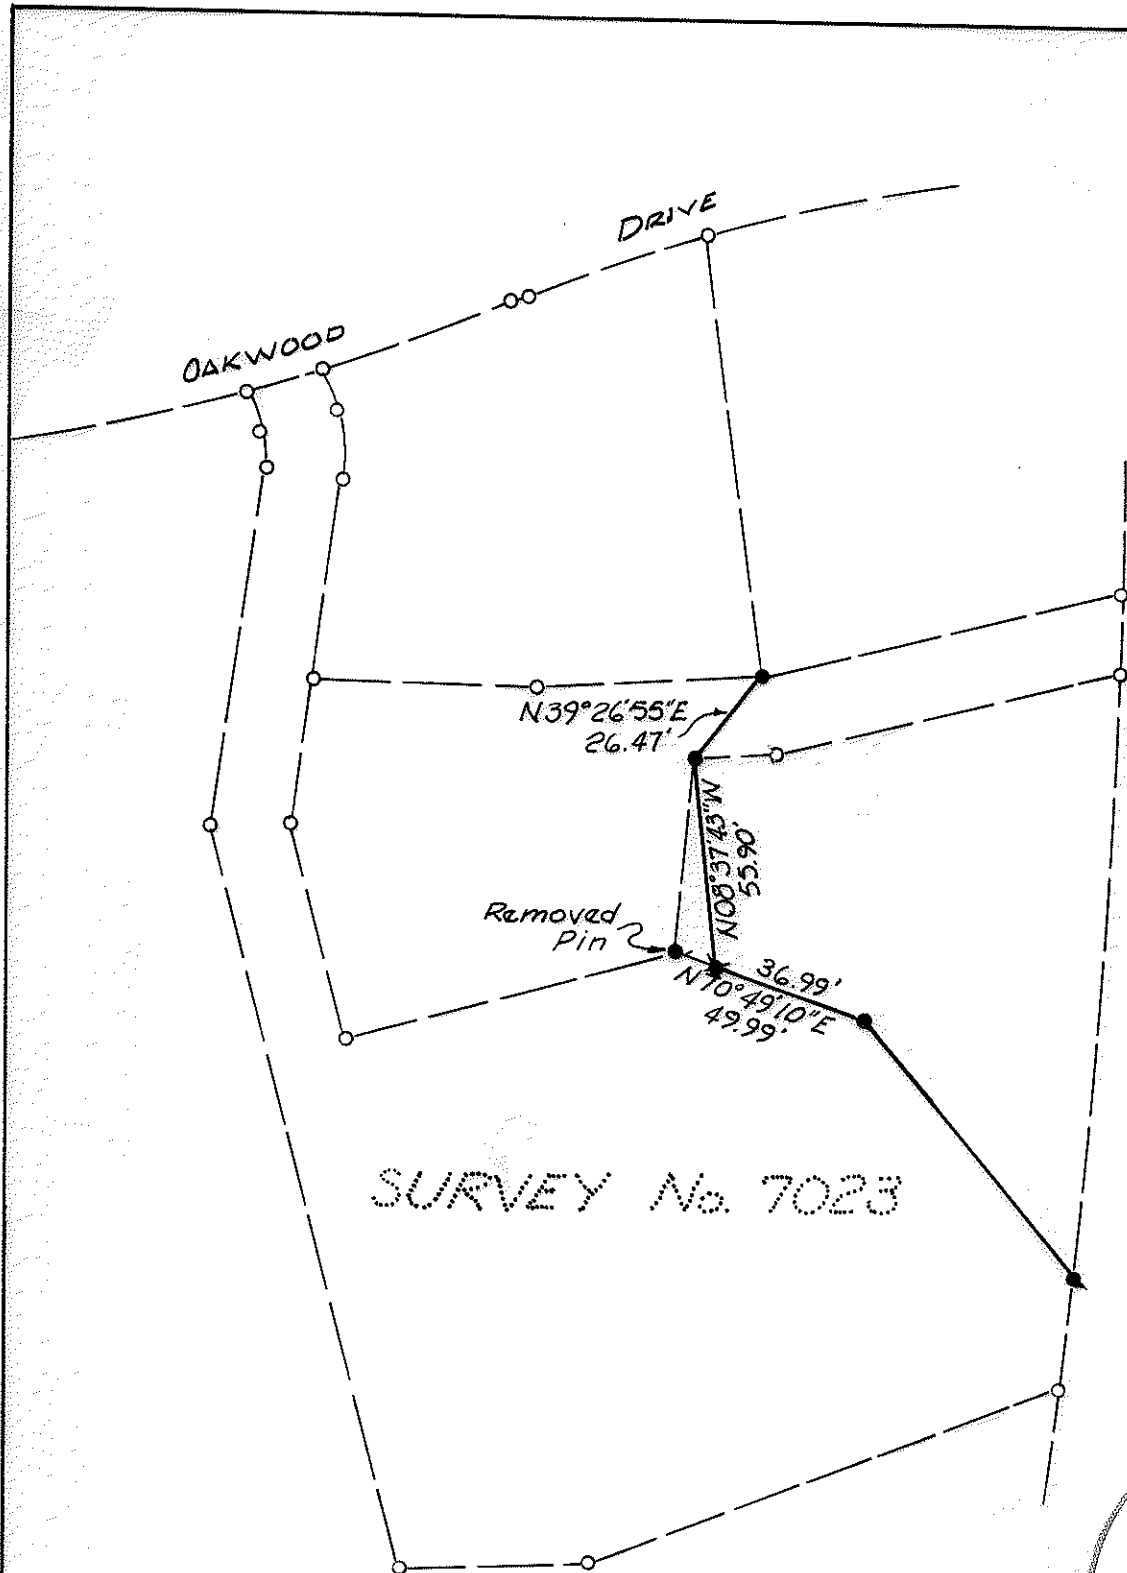 DRIVE
OAKWOOD
N39°26'55"E
26.47'
N08°37'43"W
55.90'
Removed
Pin
36.99'
N70°49'10"E
49.99'
SURVEY No. 7023